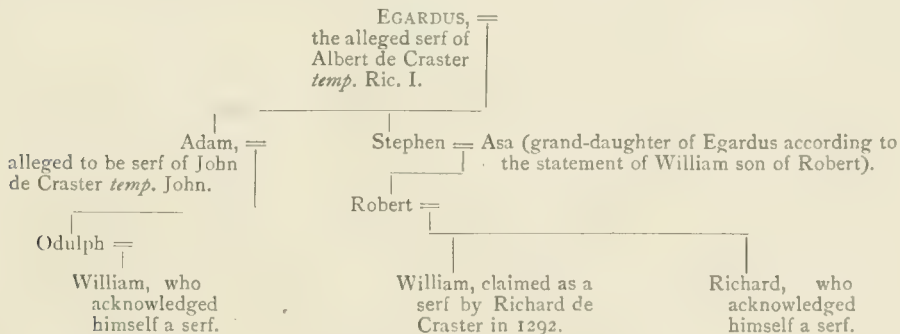 EGARDUS, =
the alleged serf of
Albert de Craster
temp. Ric. I.
Adam, =
alleged to be serf of John
de Craster temp. John.
Stephen = Asa (grand-daughter of Egardus according to
the statement of William son of Robert).
Robert =
Odulph =
William, who
acknowledged
himself a serf.
William, claimed as a
serf by Richard de
Craster in 1292.
Richard, who
acknowledged
himself a serf.